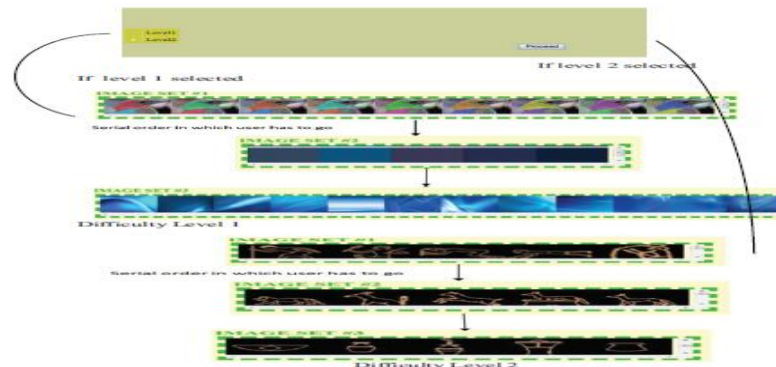 Level1
Level2
Proceed
If level 2 selected
If level 1 selected
IMAGE SET #1
Serial order in which user has to go
IMAGE SET #2
IMAGE SET #3
Difficulty Level 1
IMAGE SET #1
Serial order in which user has to go
IMAGE SET #2
IMAGE SET #3
Difficulty Level 2